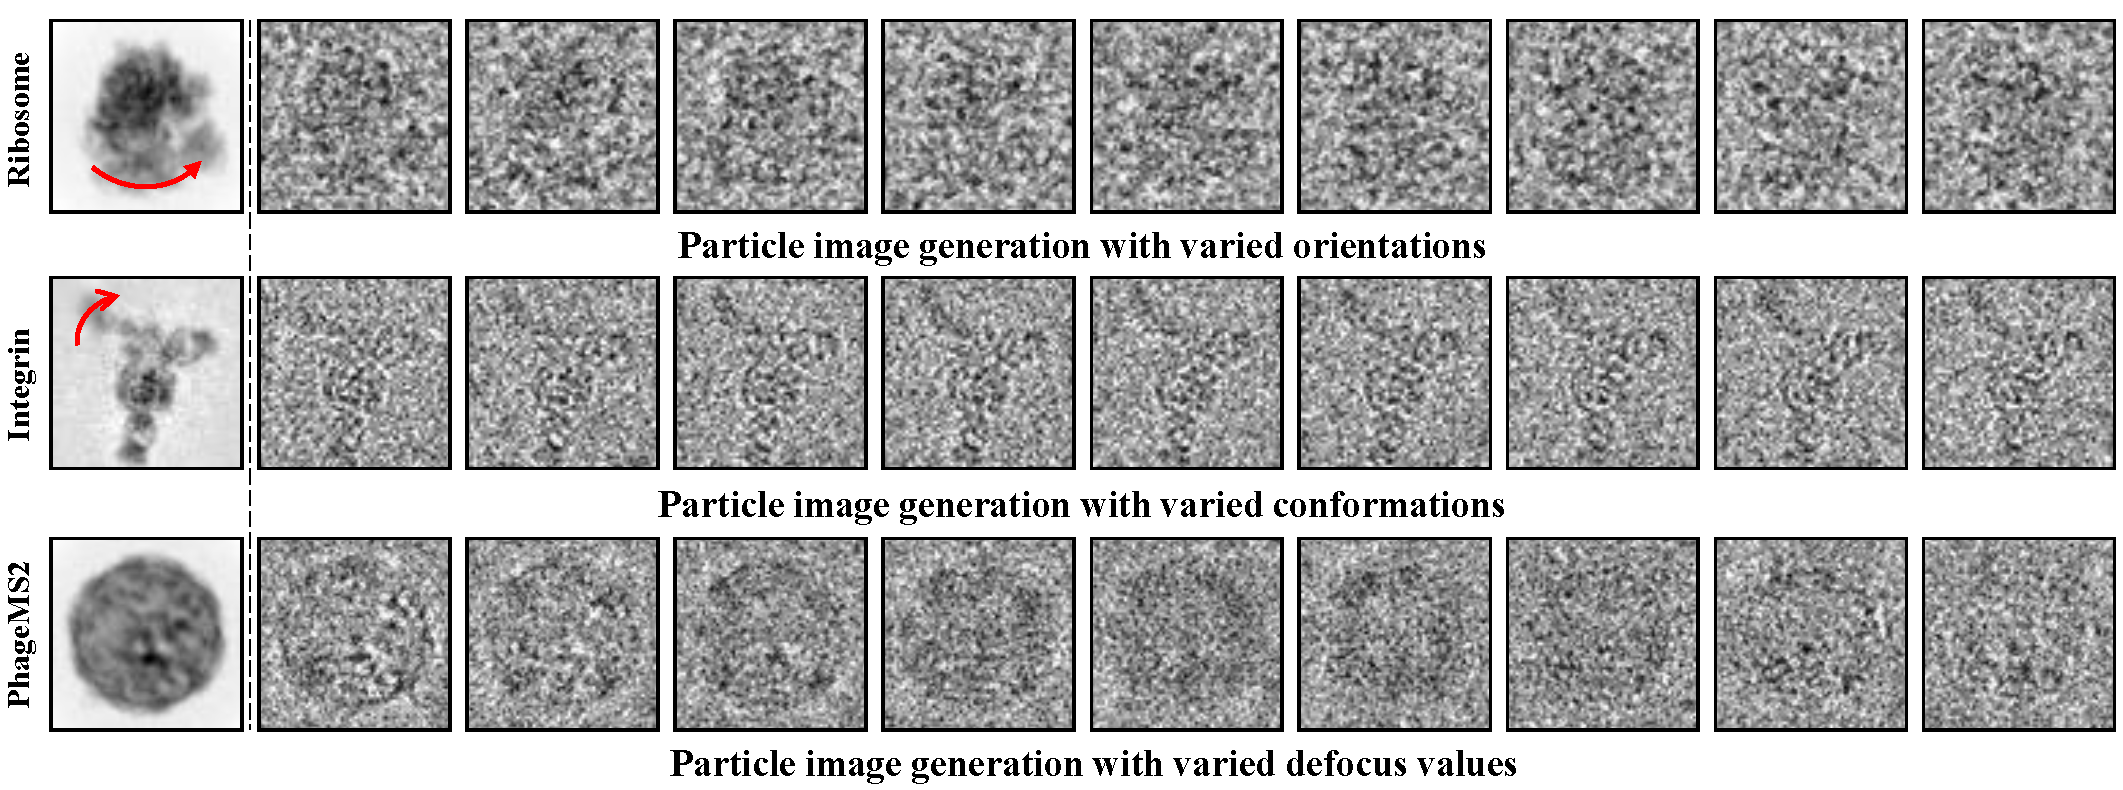 Ribosome
Particle image generation with varied orientations
Integrin
Particle image generation with varied conformations
PhageMS2
Particle image generation with varied defocus values